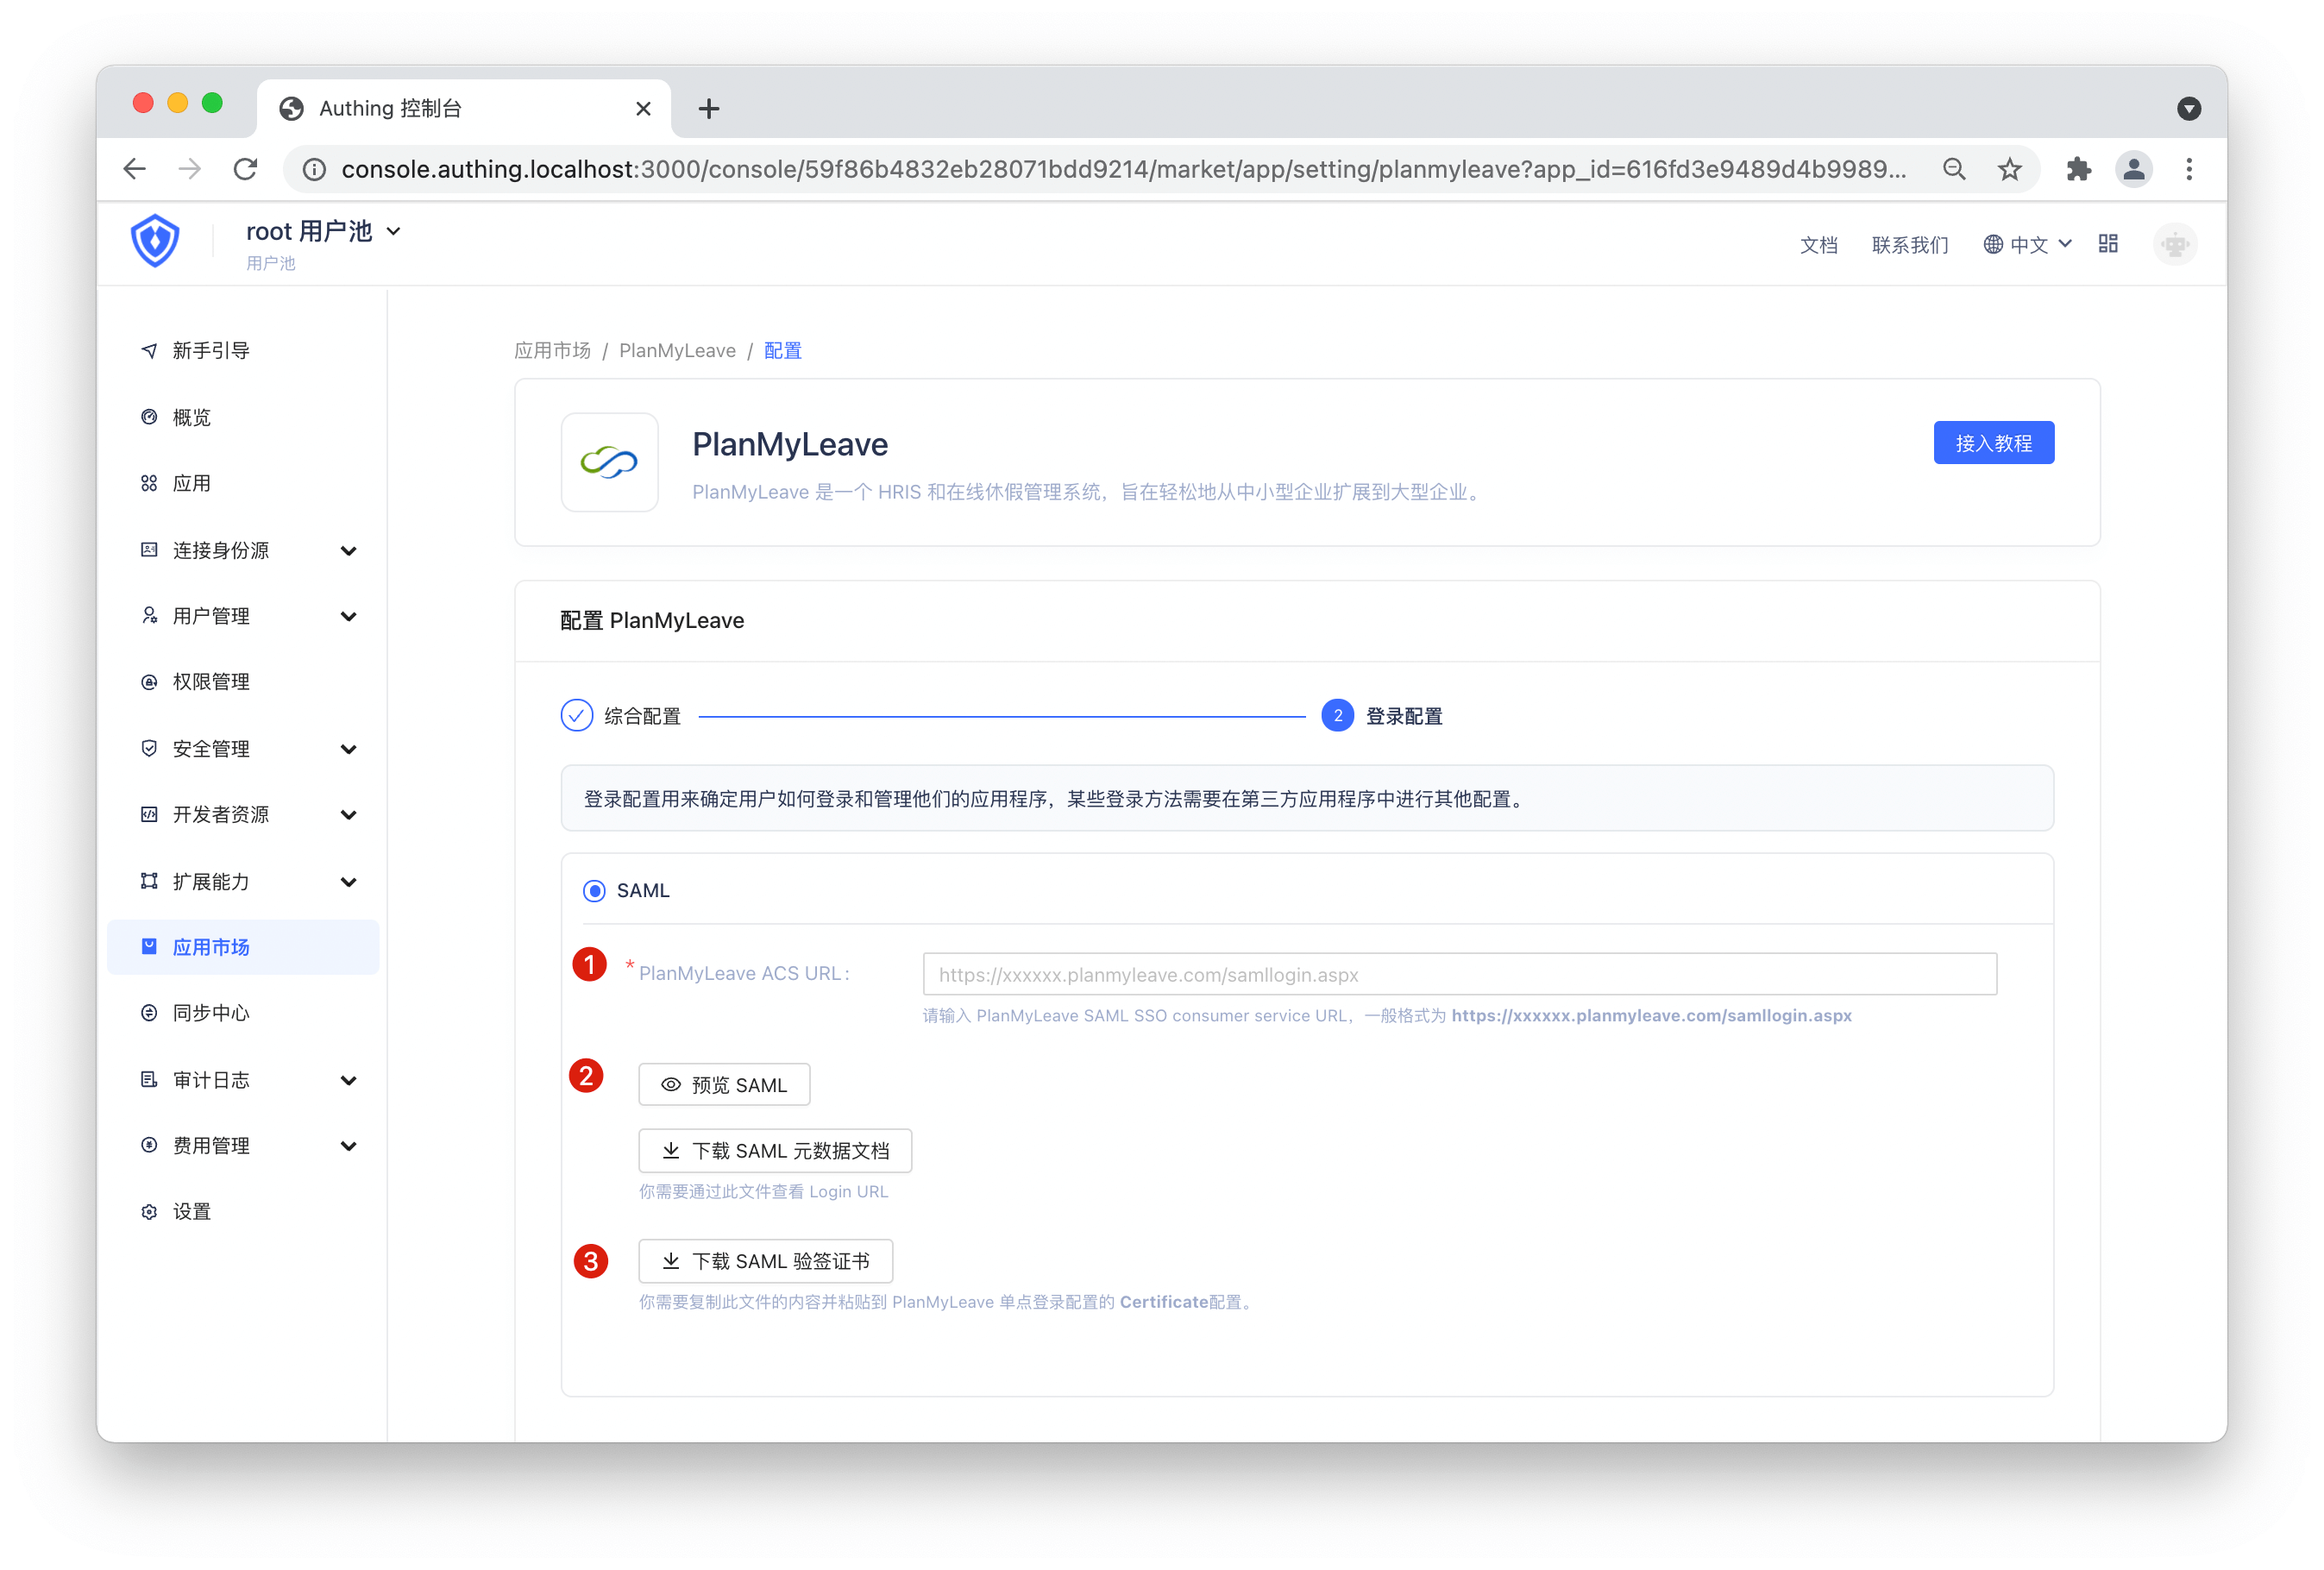 Authing 控制台
console.authing.localhost:3000/console/59f86b4832eb28071bdd9214/market/app/setting/planmyleave?app_id=616fd3e9489d4b9989...
root 用户池
用户池
文档 联系我们 中文
新手引导
概览
应用
连接身份源
用户管理
权限管理
安全管理
开发者资源
扩展能力
应用市场
同步中心
审计日志
费用管理
设置
应用市场 / PlanMyLeave / 配置
PlanMyLeave
PlanMyLeave 是一个 HRIS 和在线休假管理系统，旨在轻松地从中小型企业扩展到大型企业。
接入教程
配置 PlanMyLeave
综合配置 2 登录配置
登录配置用来确定用户如何登录和管理他们的应用程序，某些登录方法需要在第三方应用程序中进行其他配置。
SAML
1 * PlanMyLeave ACS URL: https://xxxxxx.planmyleave.com/samllogin.aspx
请输入 PlanMyLeave SAML SSO consumer service URL，一般格式为 https://xxxxxx.planmyleave.com/samllogin.aspx
2 预览 SAML
下载 SAML 元数据文档
你需要通过此文件查看 Login URL
3 下载 SAML 验签证书
你需要复制此文件的内容并粘贴到 PlanMyLeave 单点登录配置的 Certificate配置。